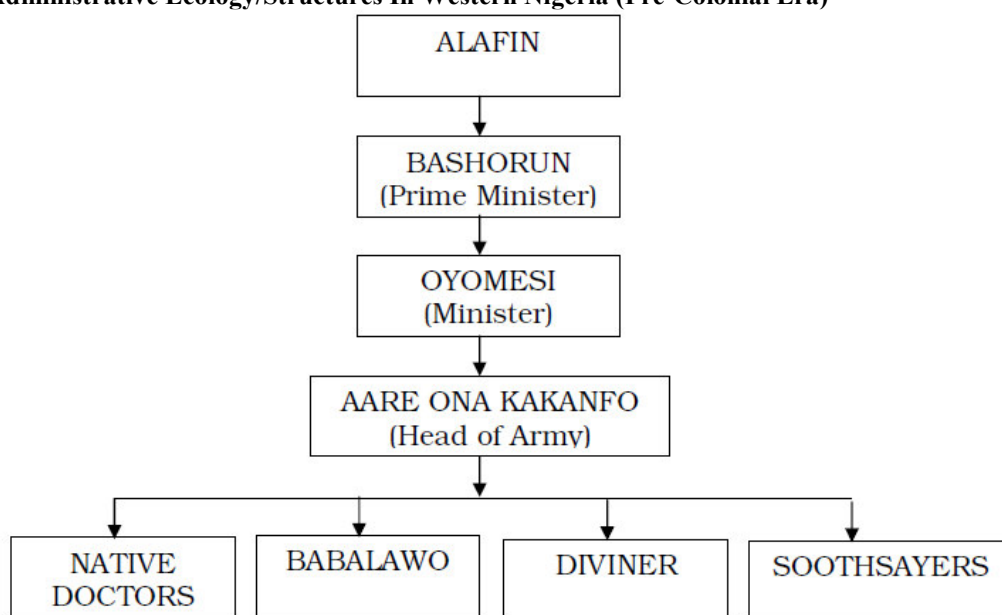 Administrative Ecology/Structures In Western Nigeria (Pre-Colonial Era)
ALAFIN
BASHORUN
(Prime Minister)
OYOMESI
(Minister)
AARE ONA KAKANFO
(Head of Army)
NATIVE
DOCTORS
BABALAWO
DIVINER
SOOTHSAYERS